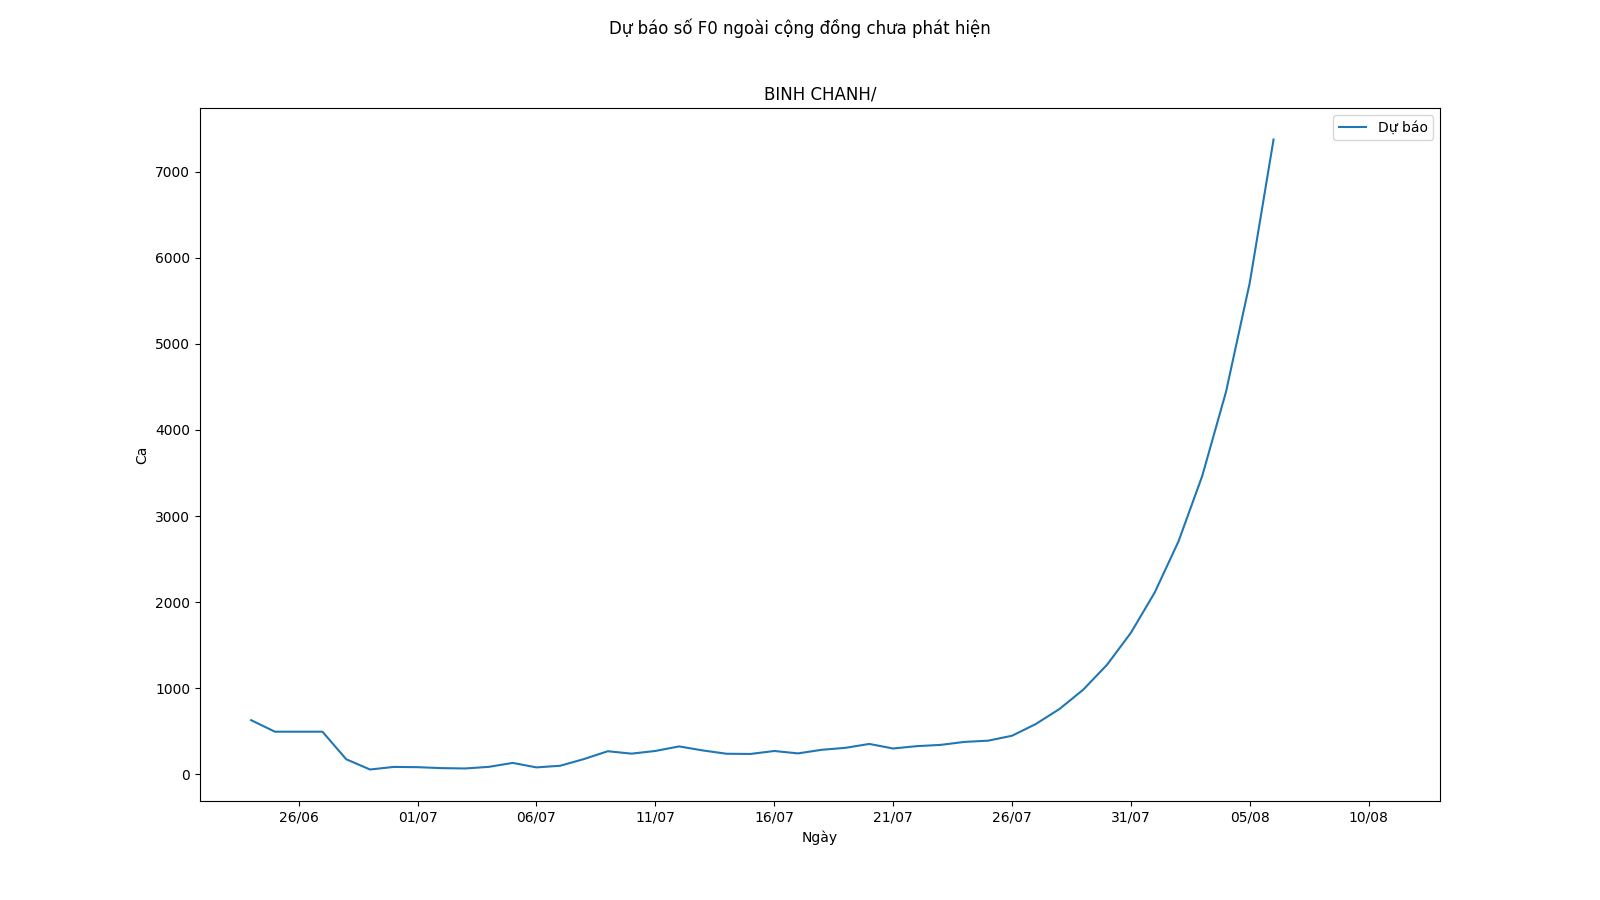 Dự báo số F0 ngoài cộng đồng chưa phát hiện
BINH CHANH/
Dự báo
7000
6000
5000
4000
3000
2000
1000
0
Ca
26/06 01/07 06/07 11/07 16/07 21/07 26/07 31/07 05/08 10/08
Ngày